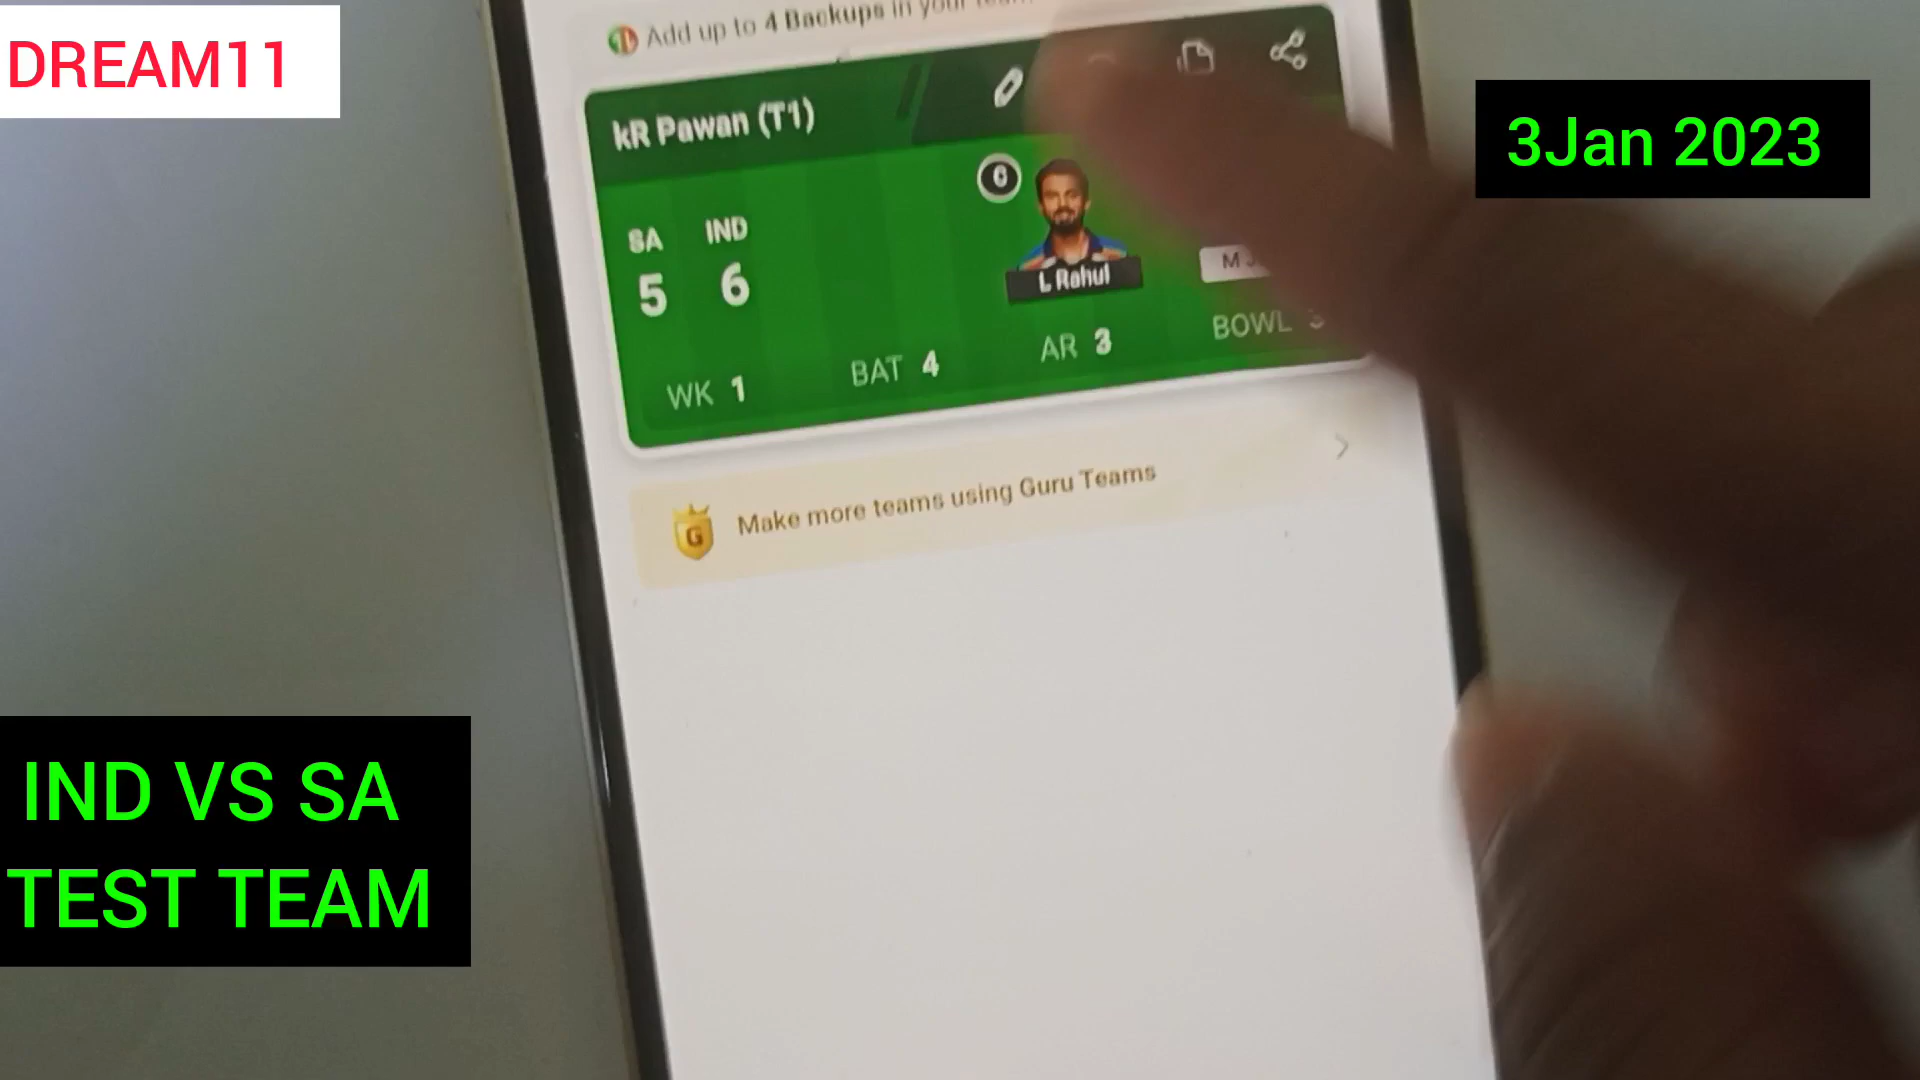 DREAM11
Add up to 4 Backups in your
3Jan 2023
kR Pawan (T1)
SA IND
5 6
L Rahul
M
WK 1 BAT 4 AR 3 BOWL
G Make more teams using Guru Teams
IND VS SA
TEST TEAM